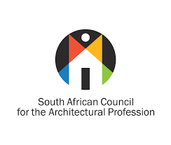 South African Council
for the Architectural Profession